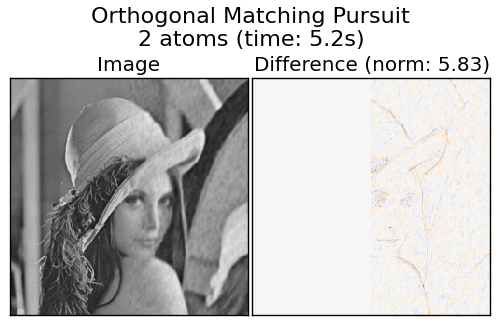 Orthogonal Matching Pursuit
2 atoms (time: 5.2s)
Image
Difference (norm: 5.83)